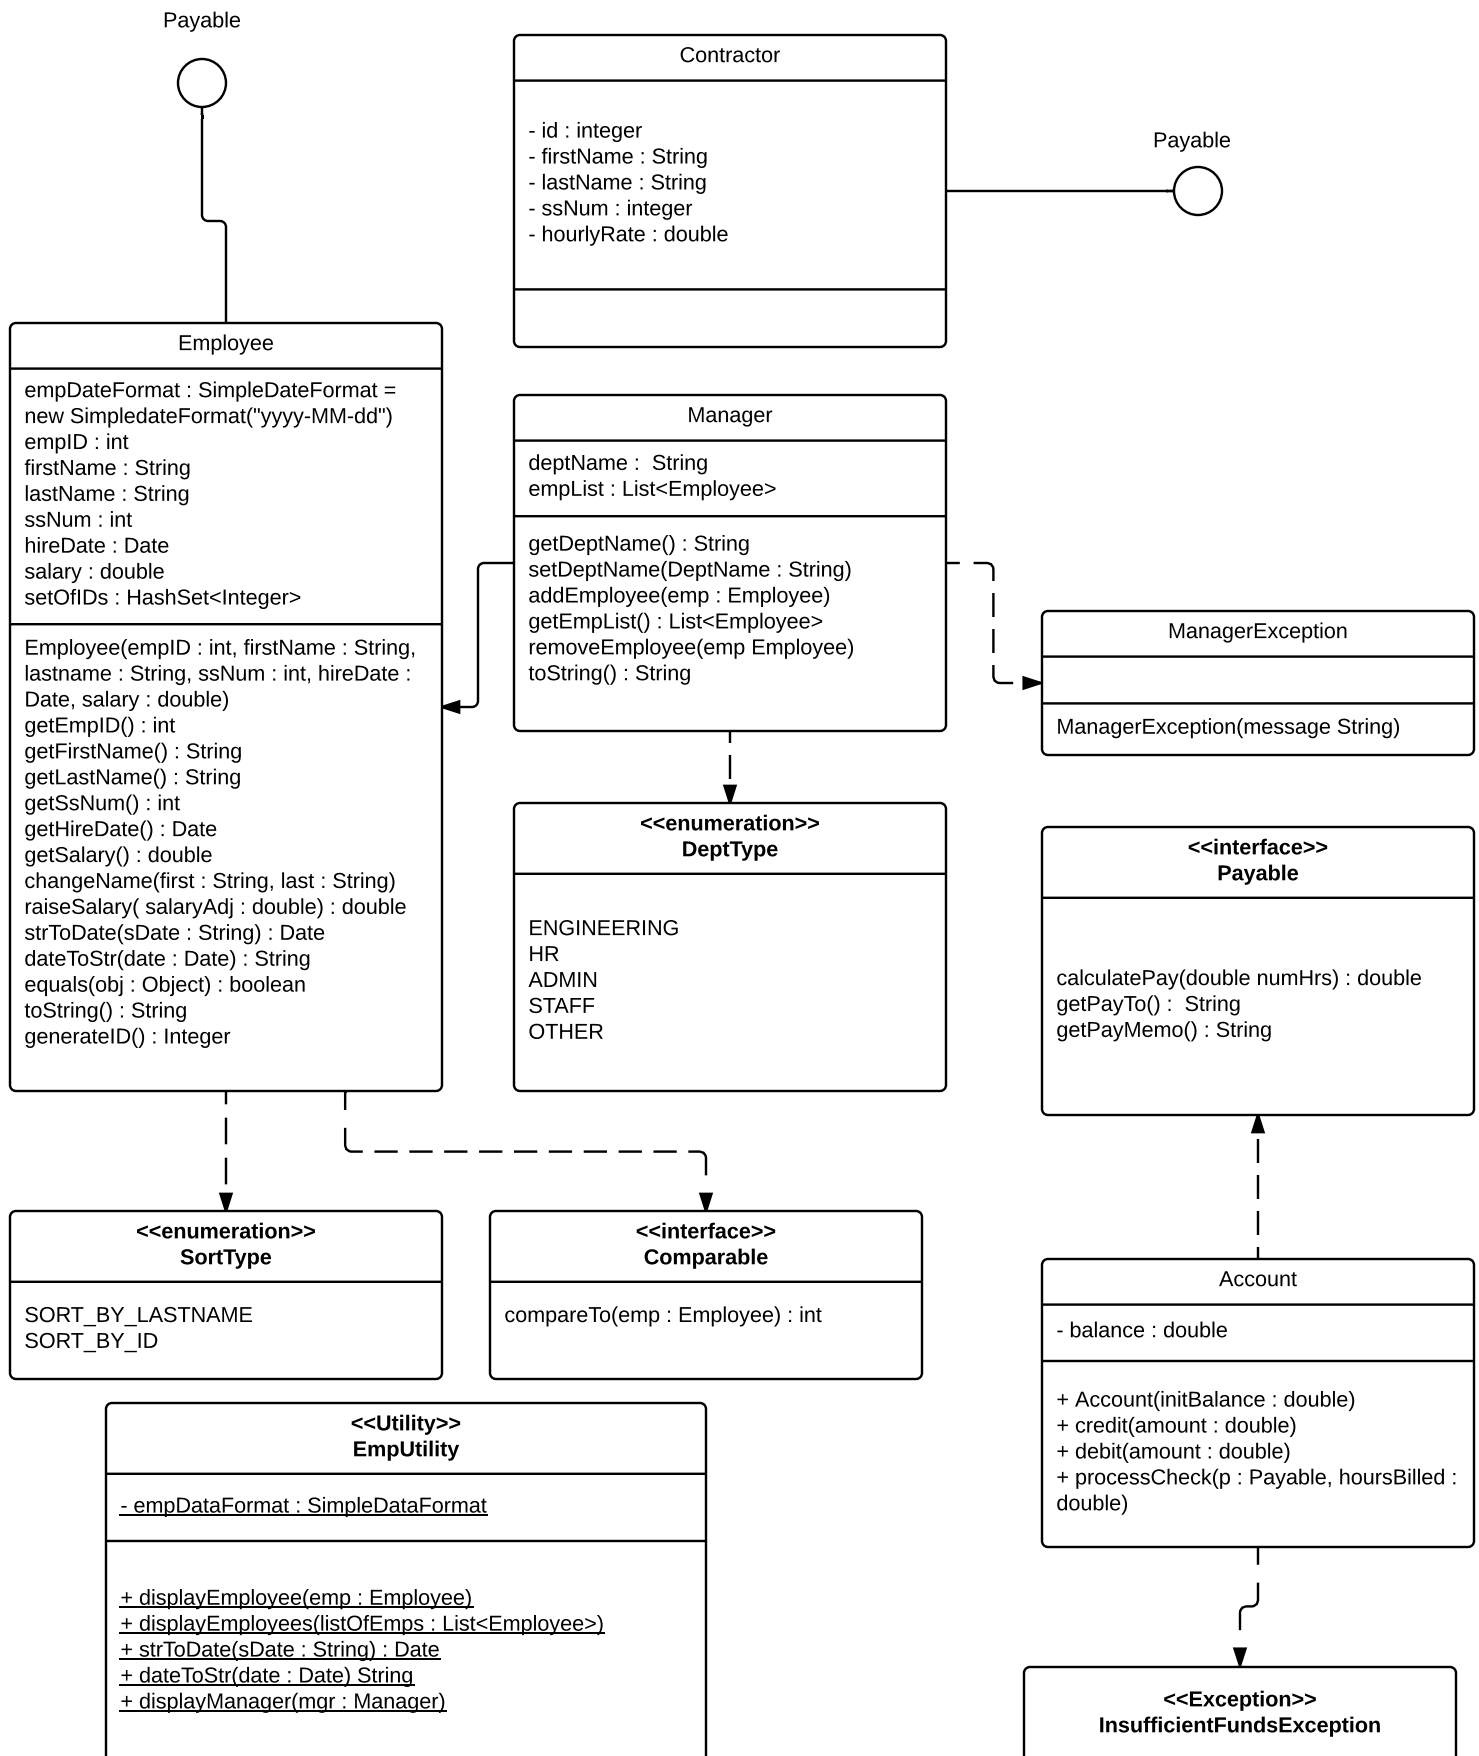 Payable
Contractor
- id : integer
- firstName : String
- lastName : String
- ssNum : integer
- hourlyRate : double
Payable
Employee
empDateFormat : SimpleDateFormat =
new SimpledateFormat("yyyy-MM-dd")
empID : int
firstName : String
lastName : String
ssNum : int
hireDate : Date
salary : double
setOfIDs : HashSet<Integer>
Employee(empID : int, firstName : String,
lastname : String, ssNum : int, hireDate :
Date, salary : double)
getEmpID() : int
getFirstName() : String
getLastName() : String
getSsNum() : int
getHireDate() : Date
getSalary() : double
changeName(first : String, last : String)
raiseSalary( salaryAdj : double) : double
strToDate(sDate : String) : Date
dateToStr(date : Date) : String
equals(obj : Object) : boolean
toString() : String
generateID() : Integer
Manager
deptName :  String
empList : List<Employee>
getDeptName() : String
setDeptName(DeptName : String)
addEmployee(emp : Employee)
getEmpList() : List<Employee>
removeEmployee(emp Employee)
toString() : String
ManagerException
ManagerException(message String)
<<enumeration>>
DeptType
ENGINEERING
HR
ADMIN
STAFF
OTHER
<<interface>>
Payable
calculatePay(double numHrs) : double
getPayTo() :  String
getPayMemo() : String
<<enumeration>>
SortType
SORT_BY_LASTNAME
SORT_BY_ID
<<interface>>
Comparable
compareTo(emp : Employee) : int
Account
- balance : double
+ Account(initBalance : double)
+ credit(amount : double)
+ debit(amount : double)
+ processCheck(p : Payable, hoursBilled :
double)
<<Utility>>
EmpUtility
- empDataFormat : SimpleDataFormat
+ displayEmployee(emp : Employee)
+ displayEmployees(listOfEmps : List<Employee>)
+ strToDate(sDate : String) : Date
+ dateToStr(date : Date) String
+ displayManager(mgr : Manager)
<<Exception>>
InsufficientFundsException